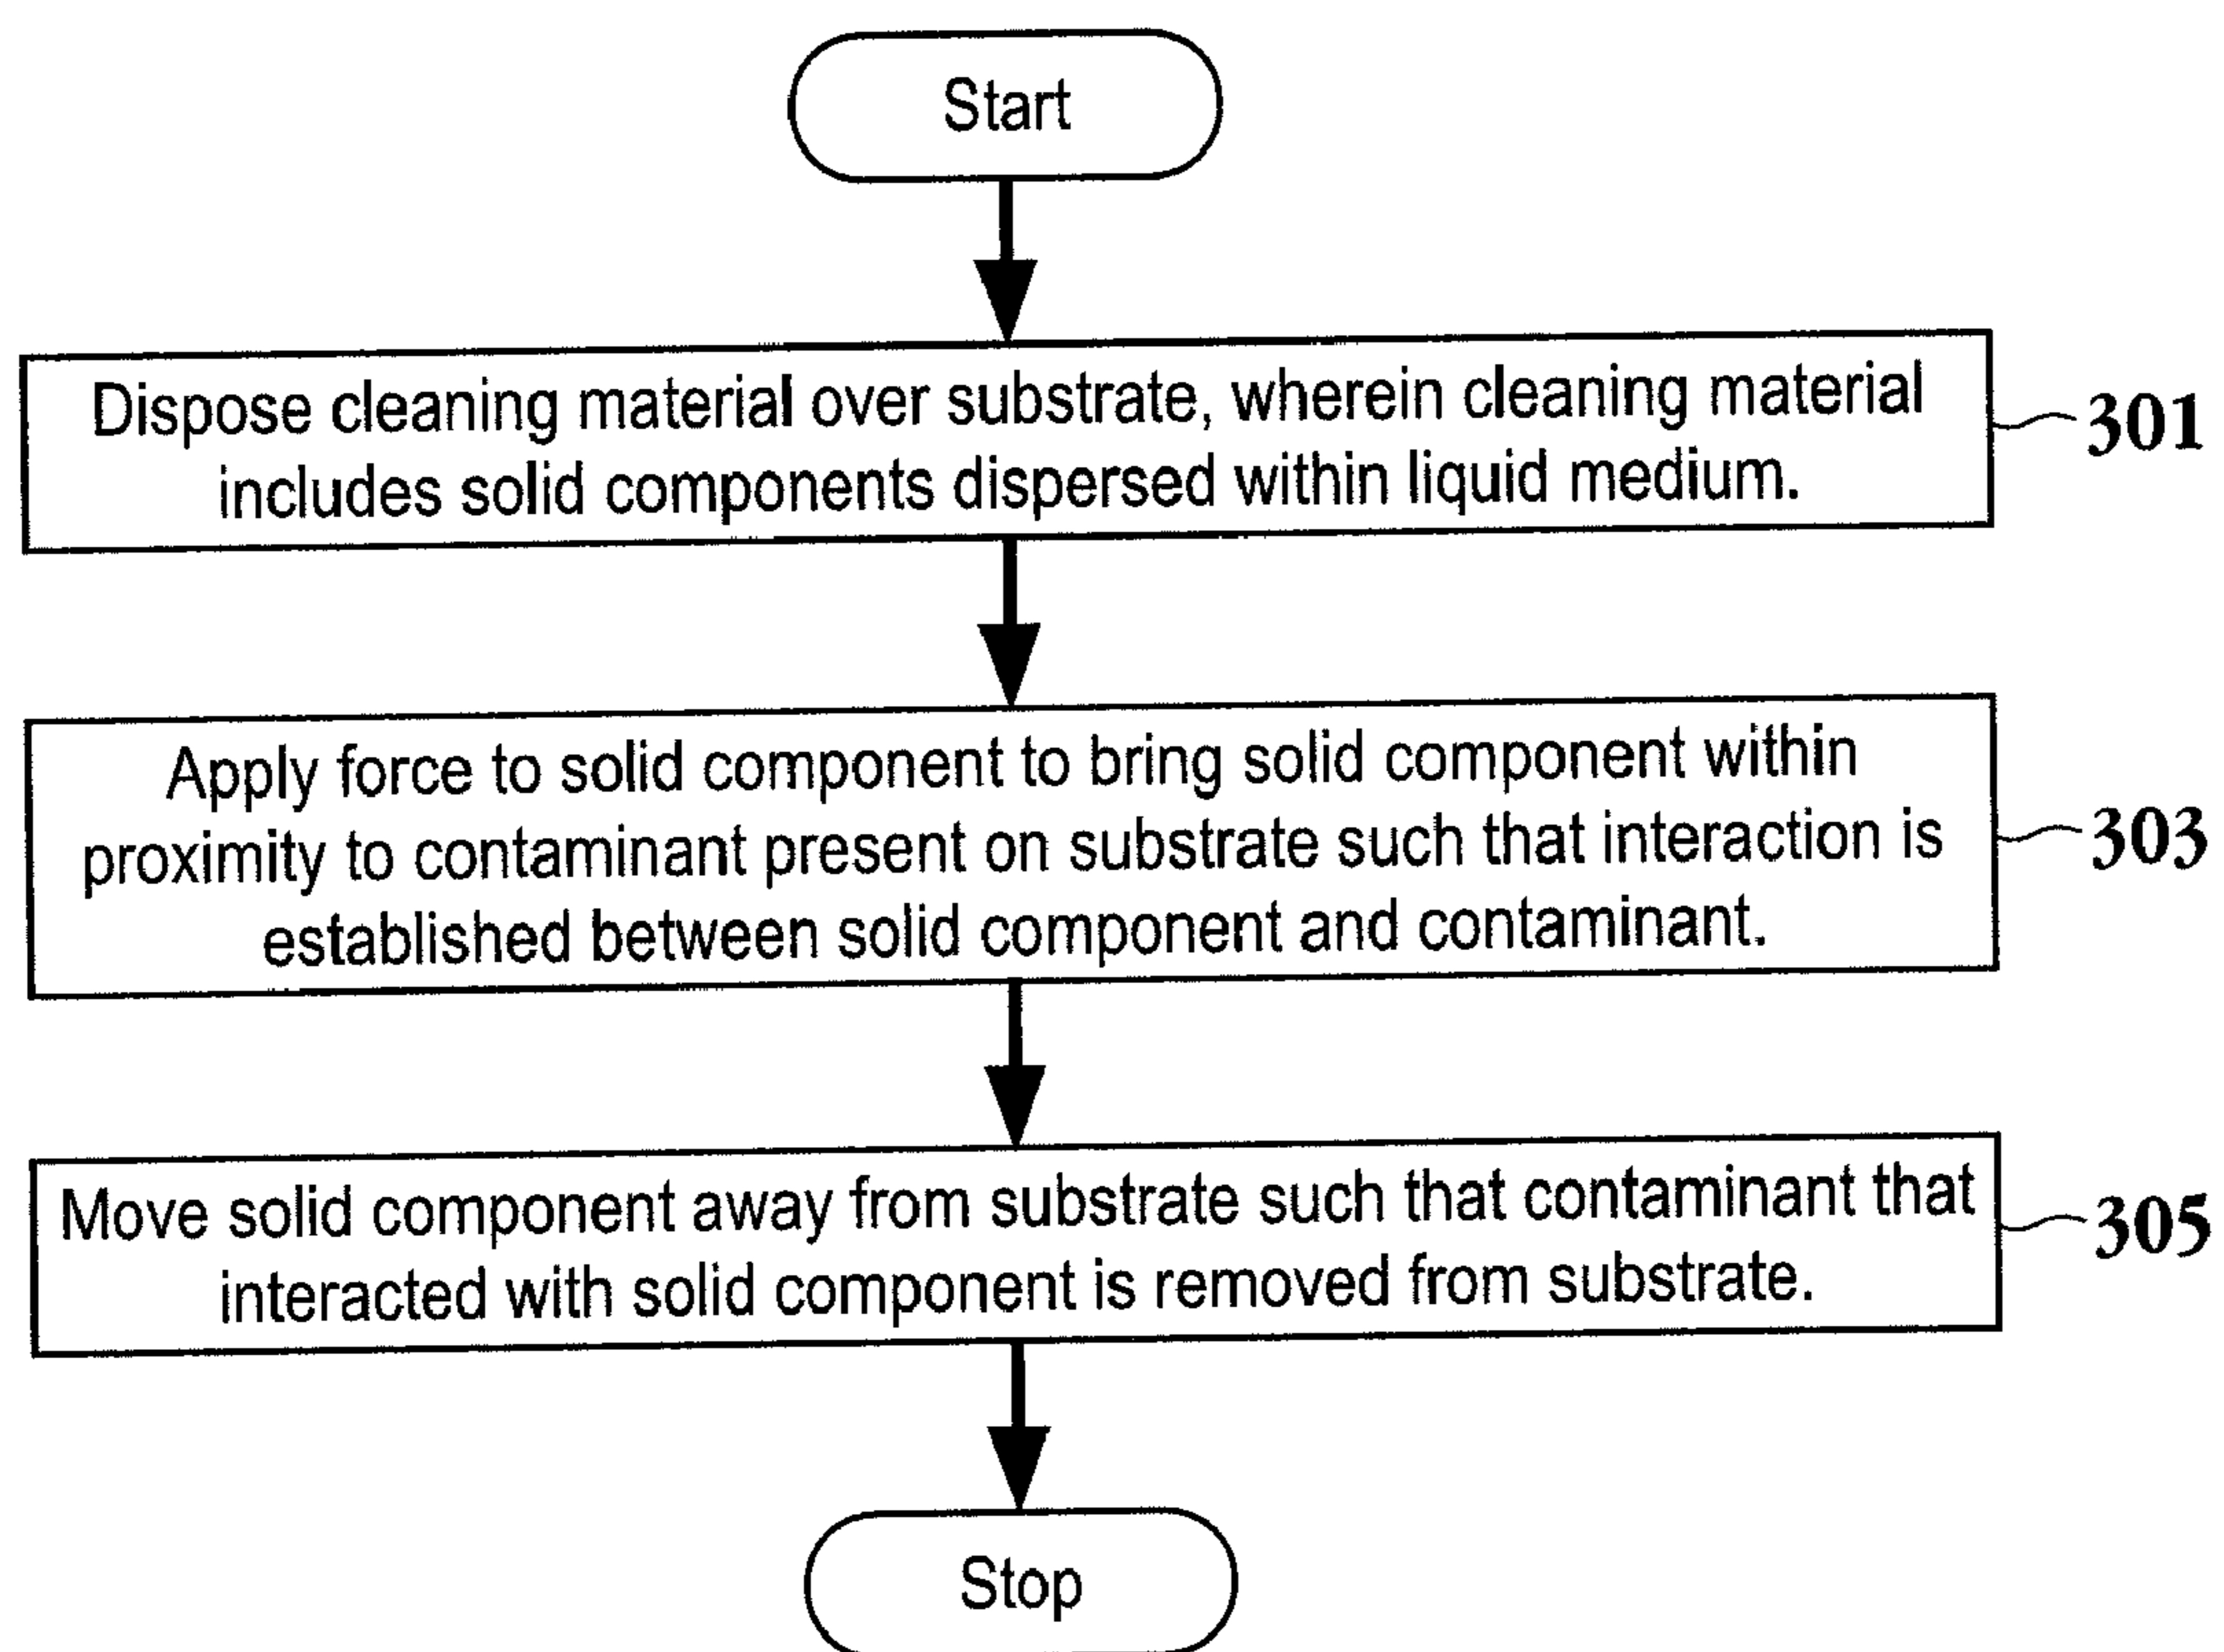 Start
Dispose cleaning material over substrate, wherein cleaning material
includes solid components dispersed within liquid medium.
301
Apply force to solid component to bring solid component within
proximity to contaminant present on substrate such that interaction is
established between solid component and contaminant.
303
Move solid component away from substrate such that contaminant that
interacted with solid component is removed from substrate.
305
Stop